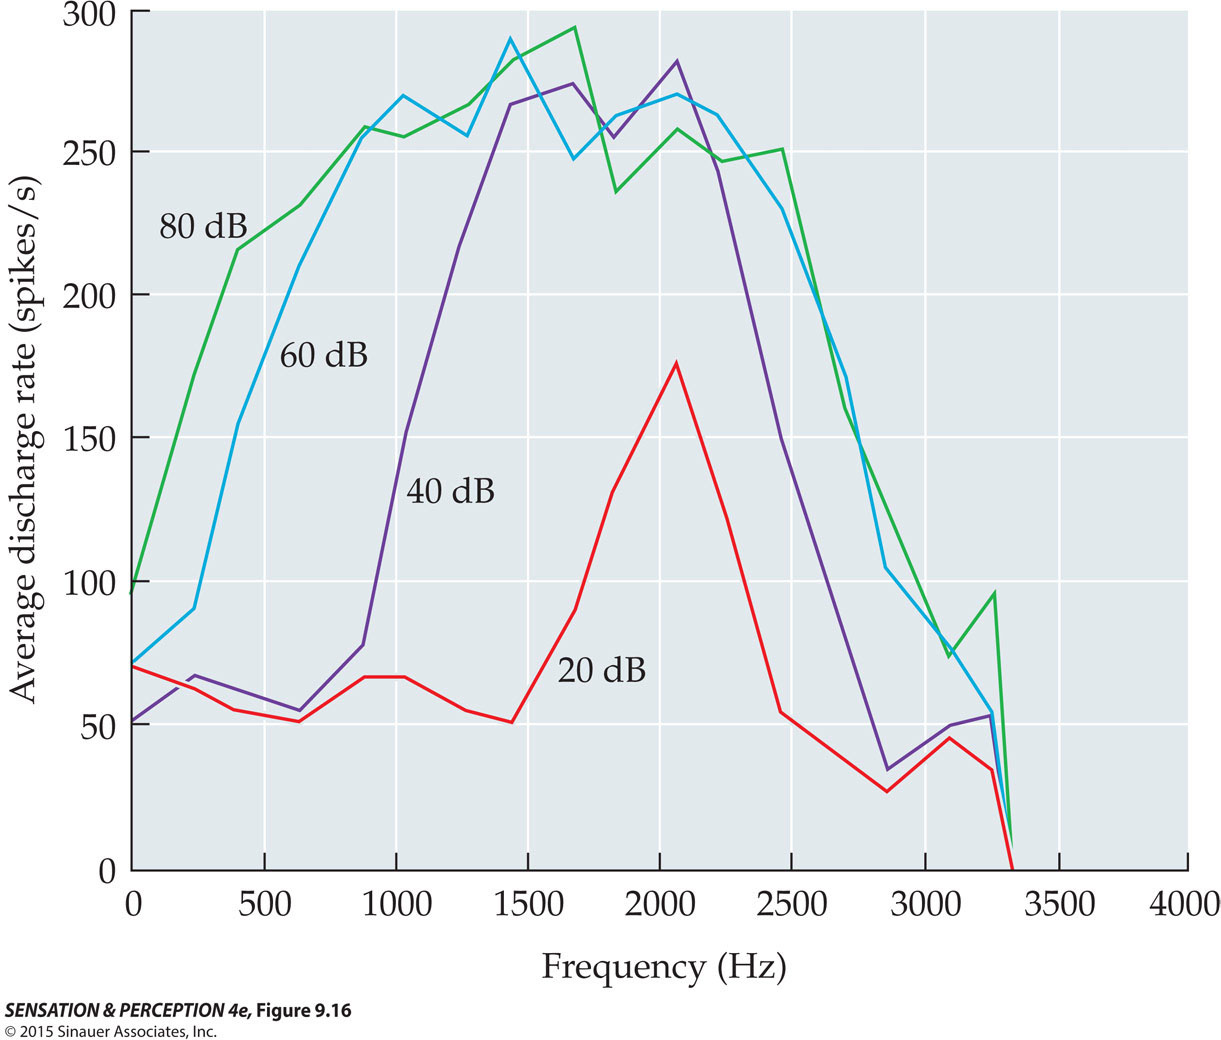 Average discharge rate (spikes/s)
300
250
200
150
100
50
0
80 dB
60 dB
40 dB
20 dB
0 500 1000 1500 2000 2500 3000 3500 4000
Frequency (Hz)
SENSATION & PERCEPTION 4e, Figure 9.16
© 2015 Sinauer Associates, Inc.